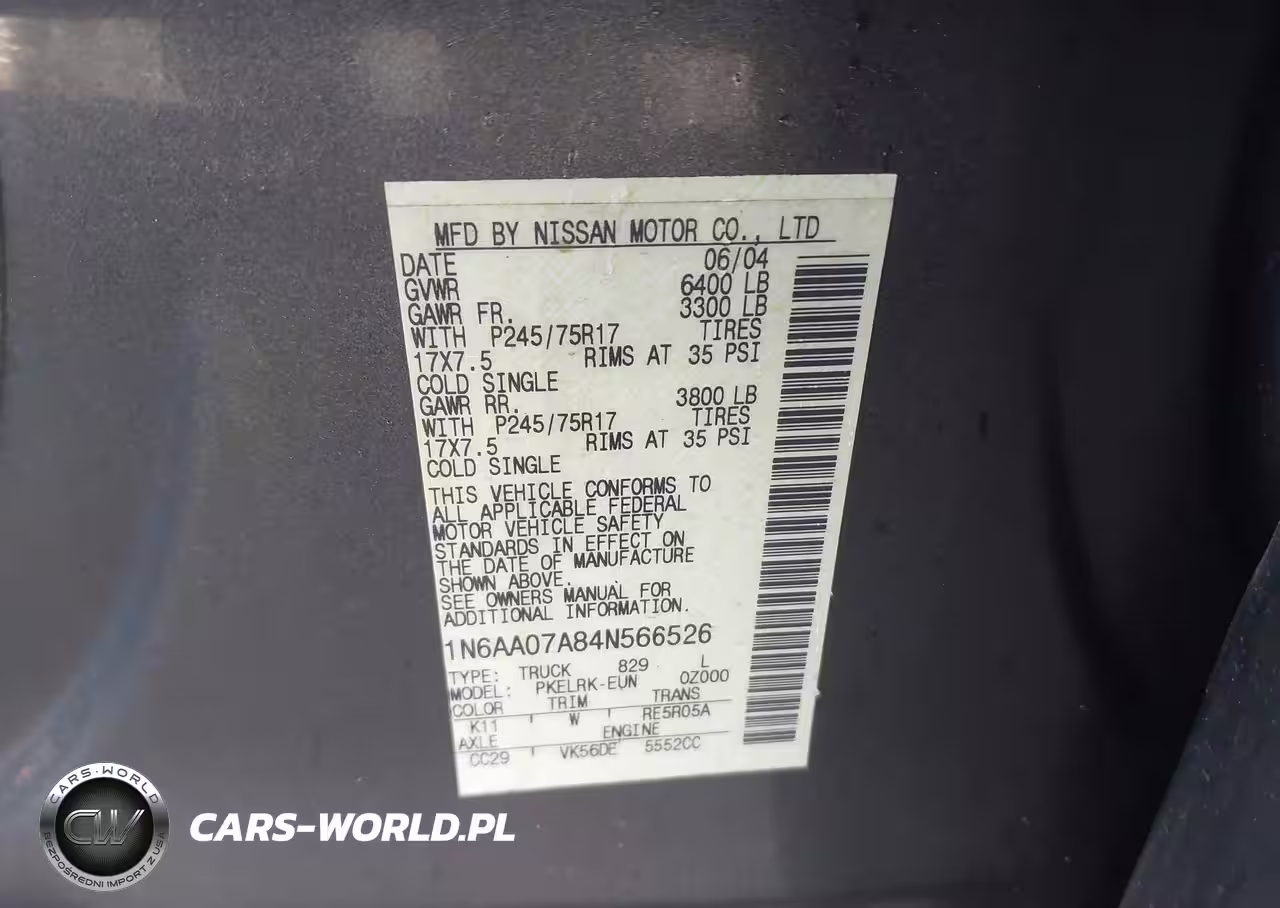 MFD BY NISSAN MOTOR CO., LTD
DATE 06/04
GVWR 6400 LB
GAWR FR. 3300 LB
WITH P245/75R17 TIRES
17X7.5 RIMS AT 35 PSI
COLD SINGLE
GAWR RR. 3800 LB
WITH P245/75R17 TIRES
17X7.5 RIMS AT 35 PSI
COLD SINGLE
THIS VEHICLE CONFORMS TO
ALL APPLICABLE FEDERAL
MOTOR VEHICLE SAFETY
STANDARDS IN EFFECT ON
THE DATE OF MANUFACTURE
SHOWN ABOVE.
SEE OWNERS MANUAL FOR
ADDITIONAL INFORMATION.
1N6AA07A84N566526
TYPE: TRUCK 829 L
MODEL: PKELRK-EUN 0Z000
COLOR TRIM TRANS
K11 W RE5R05A
AXLE ENGINE
CC29 VK56DE 5552CC
CARS-WORLD
CW
BEZPOŚREDNI IMPORT Z USA
CARS-WORLD.PL